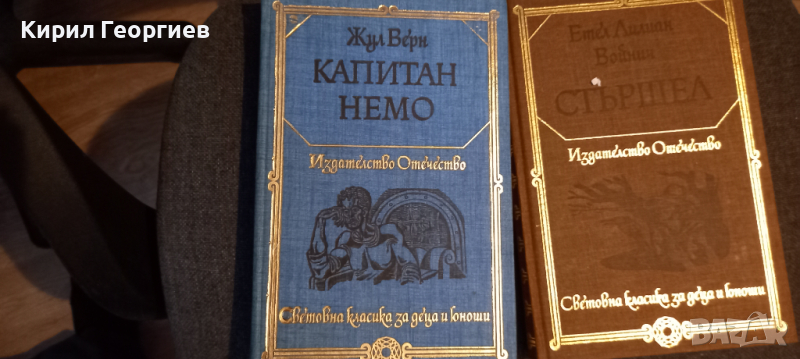 Кирил Георгиев
Жул Верн
КАПИТАН
НЕМО
Издателство Отечество
Световна класика за деца и юноши
Етел Лилиан
Войнич
СТЪРШЕЛ
Издателство Отечество
Световна класика за деца и юноши
BAZAR